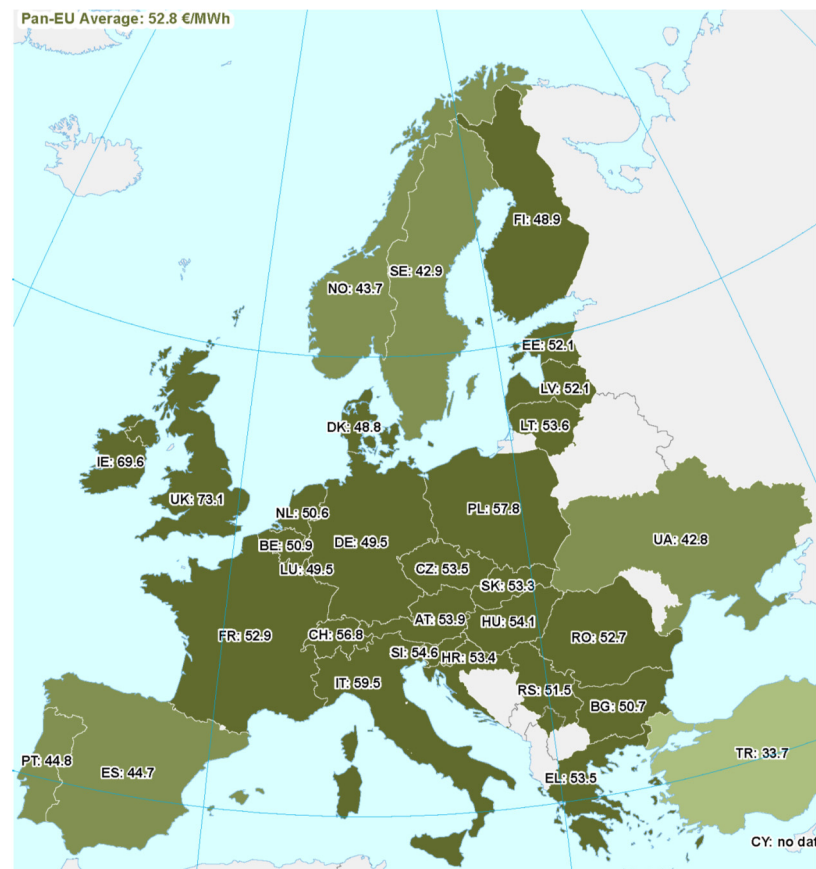 Pan-EU Average: 52.8 €/MWh
FI: 48.9
SE: 42.9
NO: 43.7
EE: 52.1
LV: 52.1
LT: 53.6
DK: 48.8
IE: 69.6
UK: 73.1
NL: 50.6
PL: 57.8
BE: 50.9
DE: 49.5
UA: 42.8
LU: 49.5
CZ: 53.5
SK: 53.3
AT: 53.9
HU: 54.1
FR: 52.9
CH: 56.8
RO: 52.7
SI: 54.6
HR: 53.4
IT: 59.5
RS: 51.5
BG: 50.7
PT: 44.8
ES: 44.7
TR: 33.7
EL: 53.5
CY: no dat